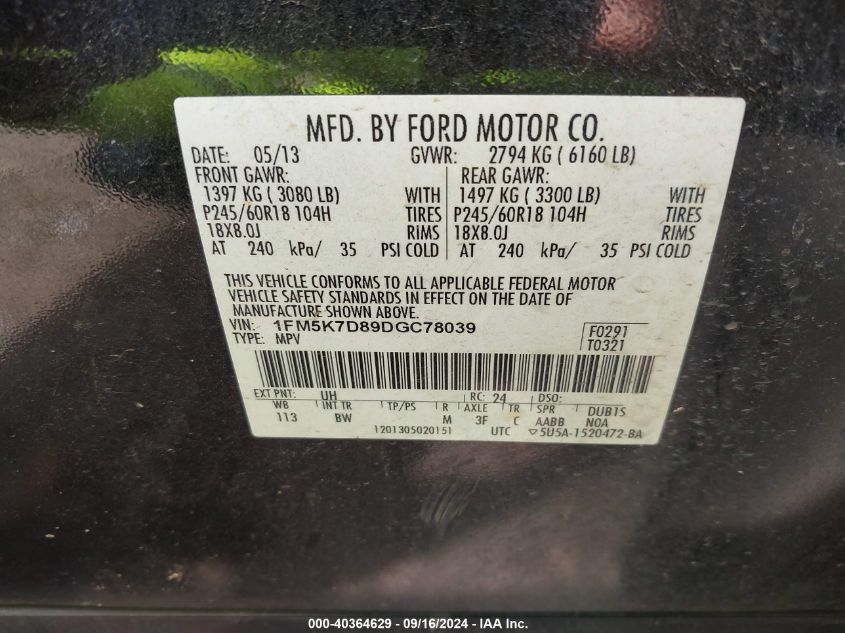 MFD. BY FORD MOTOR CO.
DATE: 05/13 GVWR: 2794 KG ( 6160 LB)
FRONT GAWR: REAR GAWR:
1397 KG ( 3080 LB) WITH 1497 KG ( 3300 LB) WITH
P245/60R18 104H TIRES P245/60R18 104H TIRES
18X8.0J RIMS 18X8.0J RIMS
AT 240 kPa/ 35 PSI COLD AT 240 kPa/ 35 PSI COLD
THIS VEHICLE CONFORMS TO ALL APPLICABLE FEDERAL MOTOR
VEHICLE SAFETY STANDARDS IN EFFECT ON THE DATE OF
MANUFACTURE SHOWN ABOVE.
VIN: 1FM5K7D89DGC78039 F0291
TYPE: MPV T0321
EXT PNT: UH RC: 24 DSO:
WB INT TR TP/PS R AXLE TR SPR DUB1S
113 BW M 3F C AABB N0A
1201305020151 UTC ▽5U5A-1520472-BA
000-40364629 - 09/16/2024 - IAA Inc.